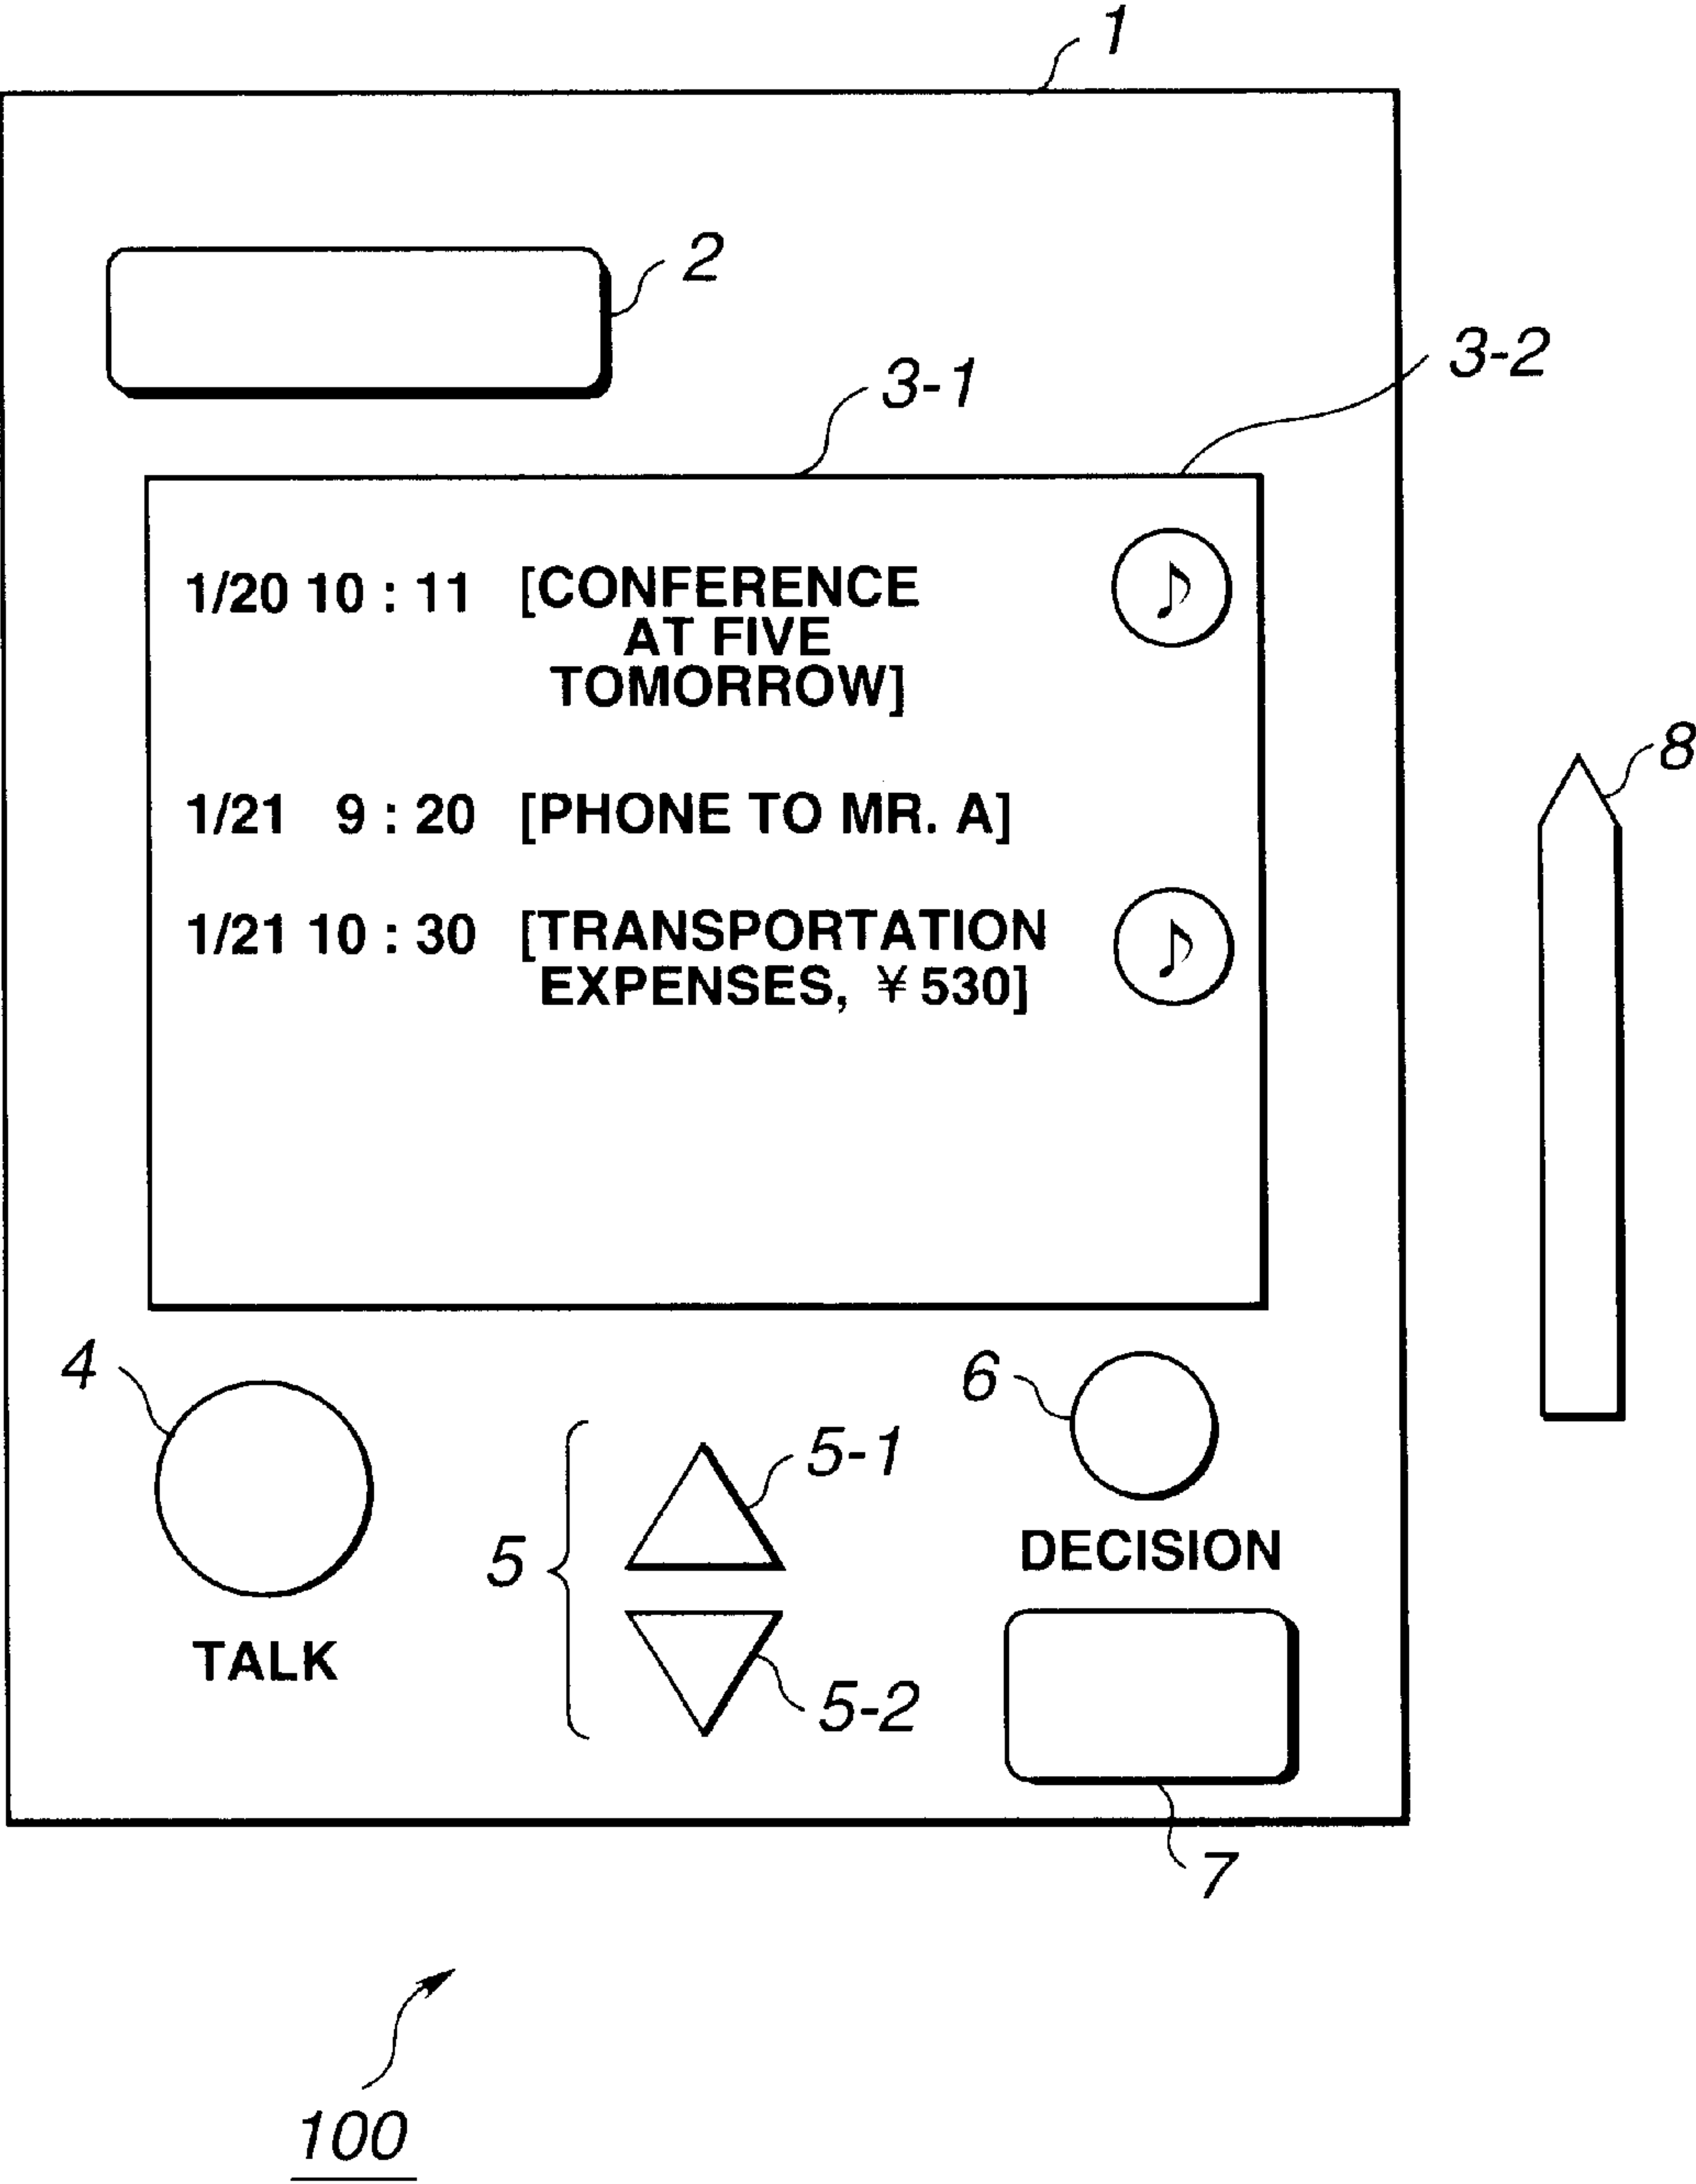 1
2
3-1
3-2
1/20 10 : 11 [CONFERENCE
AT FIVE
TOMORROW]
♪
8
1/21 9 : 20 [PHONE TO MR. A]
1/21 10 : 30 [TRANSPORTATION
EXPENSES, ¥ 530]
♪
4
6
5-1
5
DECISION
TALK
5-2
7
100